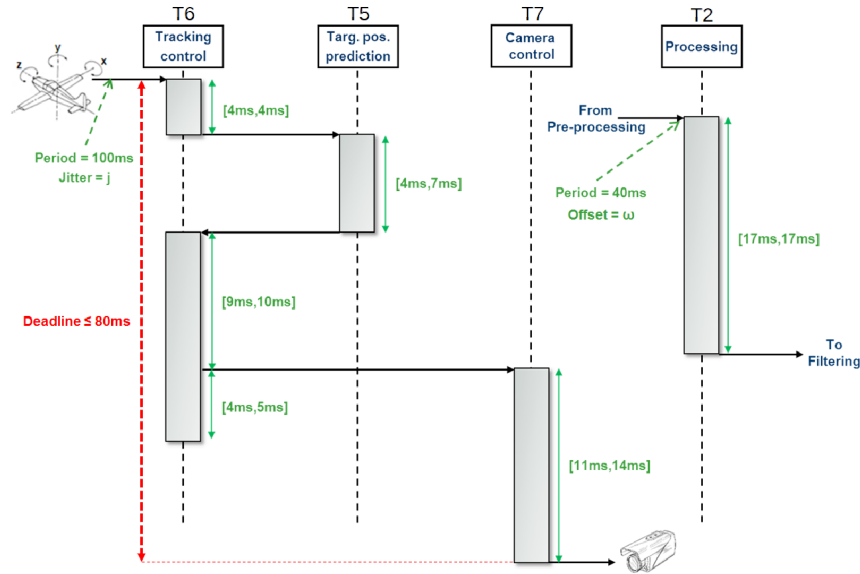 T6
T5
T7
T2
Tracking
control
Targ. pos.
prediction
Camera
control
Processing
y
x
z
[4ms,4ms]
From
Pre-processing
Period = 100ms
Jitter = j
[4ms,7ms]
Period = 40ms
Offset = ω
[17ms,17ms]
[9ms,10ms]
Deadline ≤ 80ms
To
Filtering
[4ms,5ms]
[11ms,14ms]